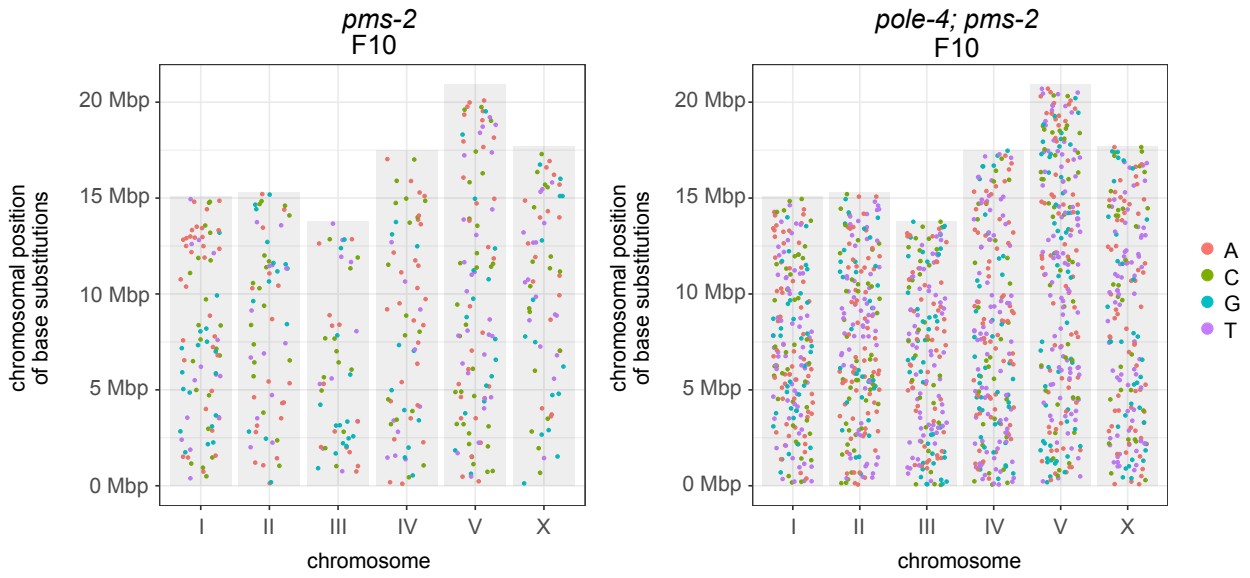 pms-2
F10
20 Mbp
15 Mbp
10 Mbp
5 Mbp
0 Mbp
chromosomal position
of base substitutions
I II III IV V X
chromosome
pole-4; pms-2
F10
20 Mbp
15 Mbp
10 Mbp
5 Mbp
0 Mbp
chromosomal position
of base substitutions
I II III IV V X
chromosome
A
C
G
T